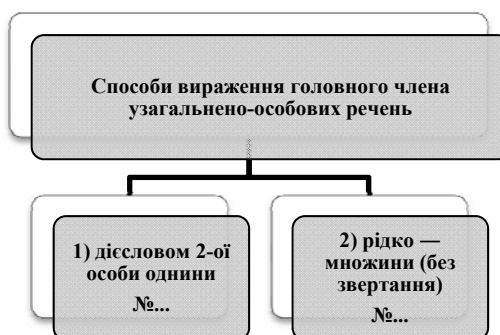 Способи вираження головного члена
узагальнено-особових речень
1) дієсловом 2-ої
особи однини
№...
2) рідко —
множини (без
звертання)
№...